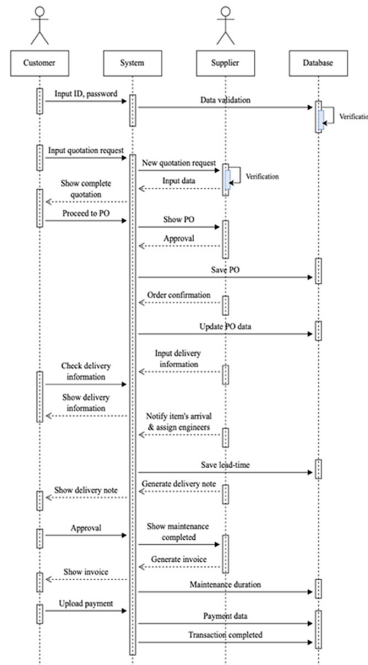 Customer
System
Supplier
Database
Input ID, password
Data validation
Verification
Input quotation request
New quotation request
Input data
Verification
Show complete
quotation
Proceed to PO
Show PO
Approval
Save PO
Order confirmation
Update PO data
Input delivery
information
Check delivery
information
Show delivery
information
Notify item's arrival
& assign engineers
Save lead-time
Generate delivery note
Show delivery note
Approval
Show maintenance
completed
Generate invoice
Show invoice
Maintenance duration
Upload payment
Payment data
Transaction completed